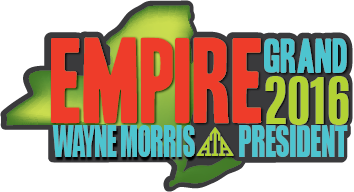 EMPIRE GRAND
2016
WAYNE MORRIS ATA PRESIDENT